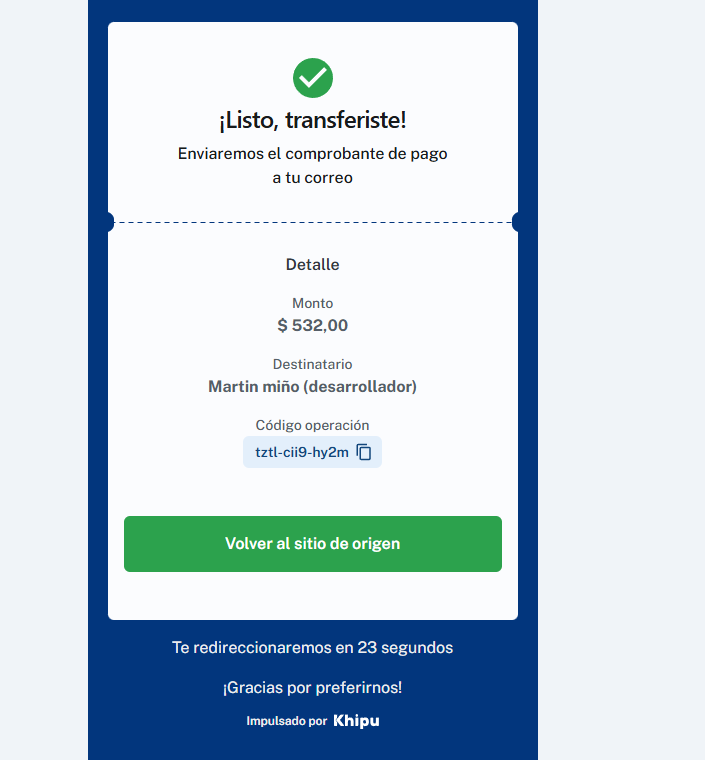 ¡Listo, transferiste!
Enviaremos el comprobante de pago
a tu correo
Detalle
Monto
$ 532,00
Destinatario
Martin miño (desarrollador)
Código operación
tztl-cii9-hy2m
Volver al sitio de origen
Te redireccionaremos en 23 segundos
¡Gracias por preferirnos!
Impulsado por Khipu